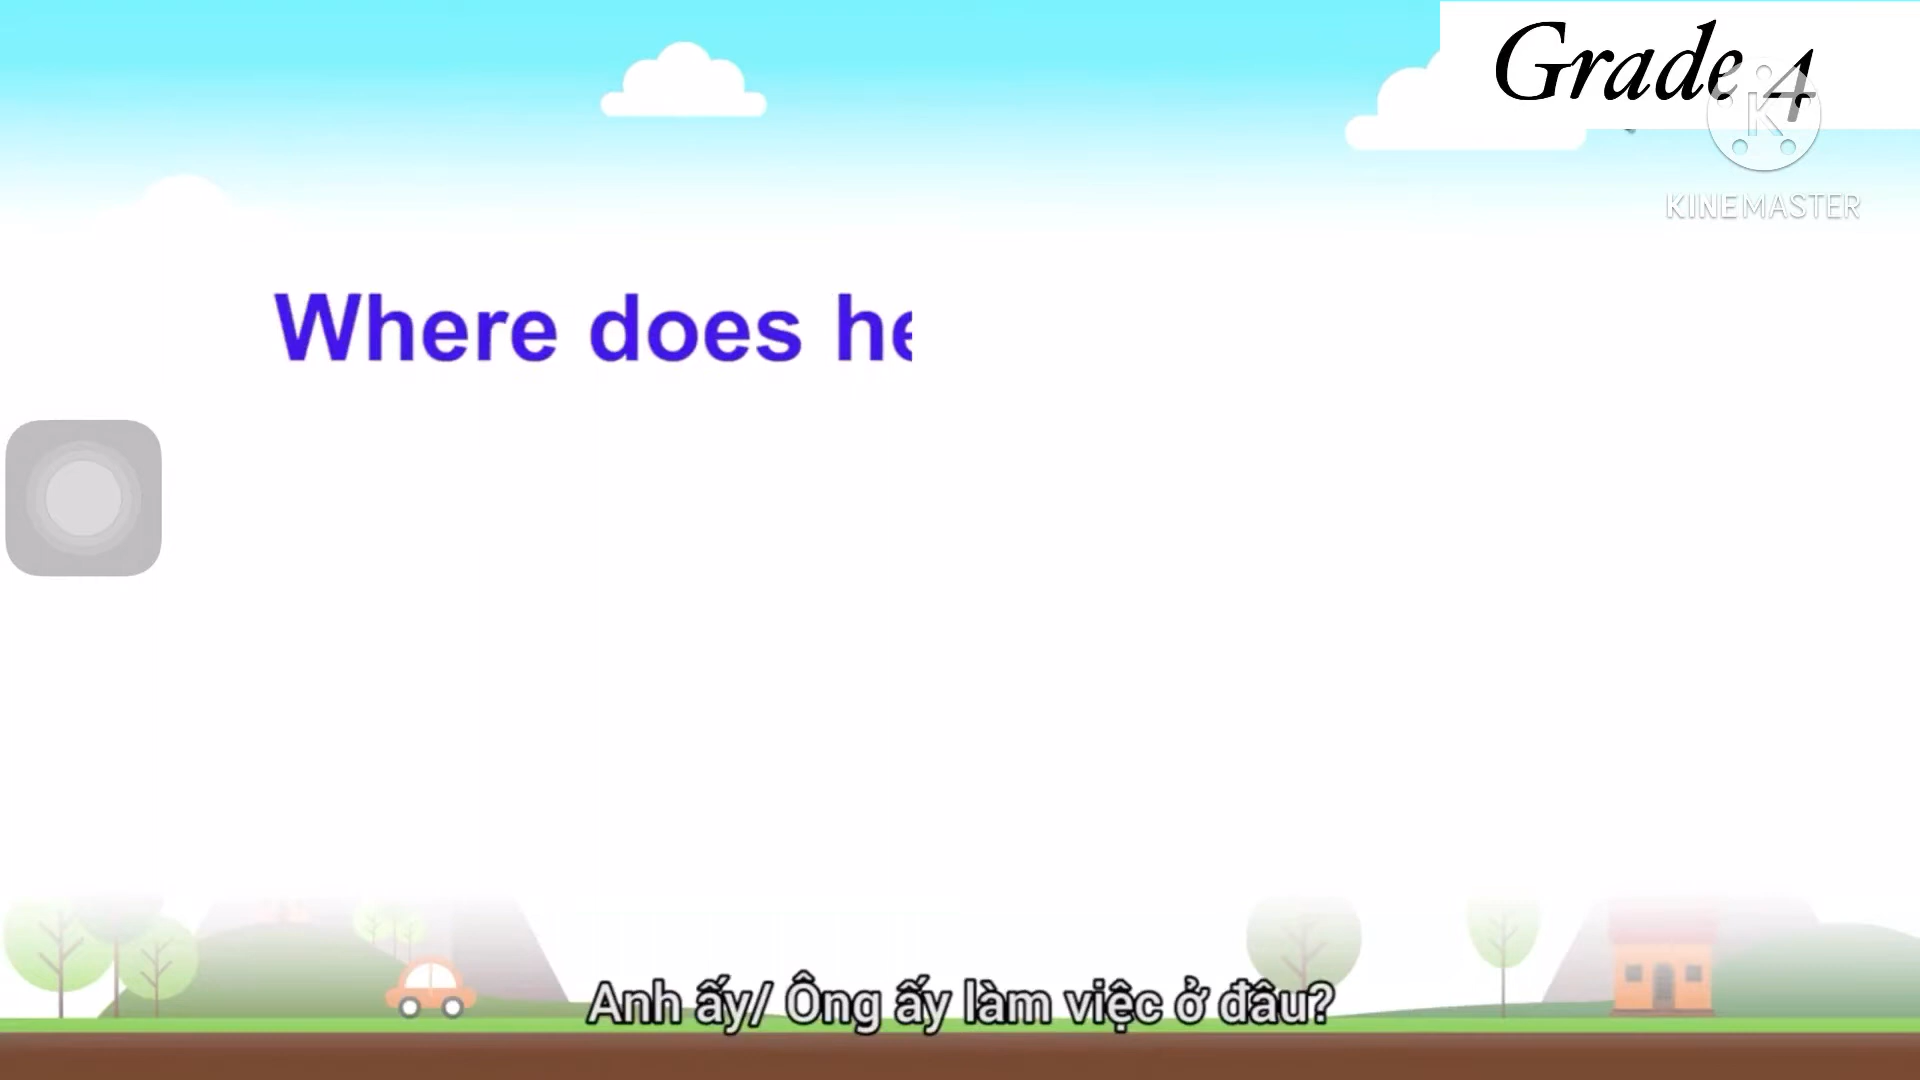 Grade 4
KINEMASTER
Where does he
Anh ấy/ Ông ấy làm việc ở đâu?